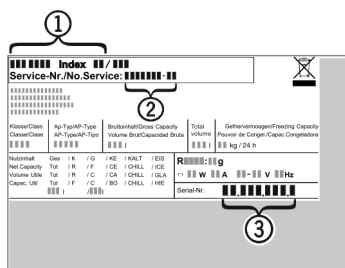 1
Index /
Service-Nr./No.Service: -
2
Klasse/Class Ap-Typ/AP-Type Bruttoinhalt/Gross Capacity Total Gefriervermoegen/Freezing Capacity
Classe/Ciase AP-Type/AP-Tipo Volume Brut/Capacidad Bruta volume Pouvoir de Congel./Capac.Congeladora
l l kg / 24 h
Nutzinhalt Ges / K / G / KE / KALT / EIS
Net.Capacity Tot / R / F / CE / CHILL / ICE
Volume Utile Tot / R / C / CA / CHILL / GLA
Capac. Util Tot / F / C / BO / CHILL / HIE
l / l
R : g
W A - V Hz
Serial-Nr. . . .
3